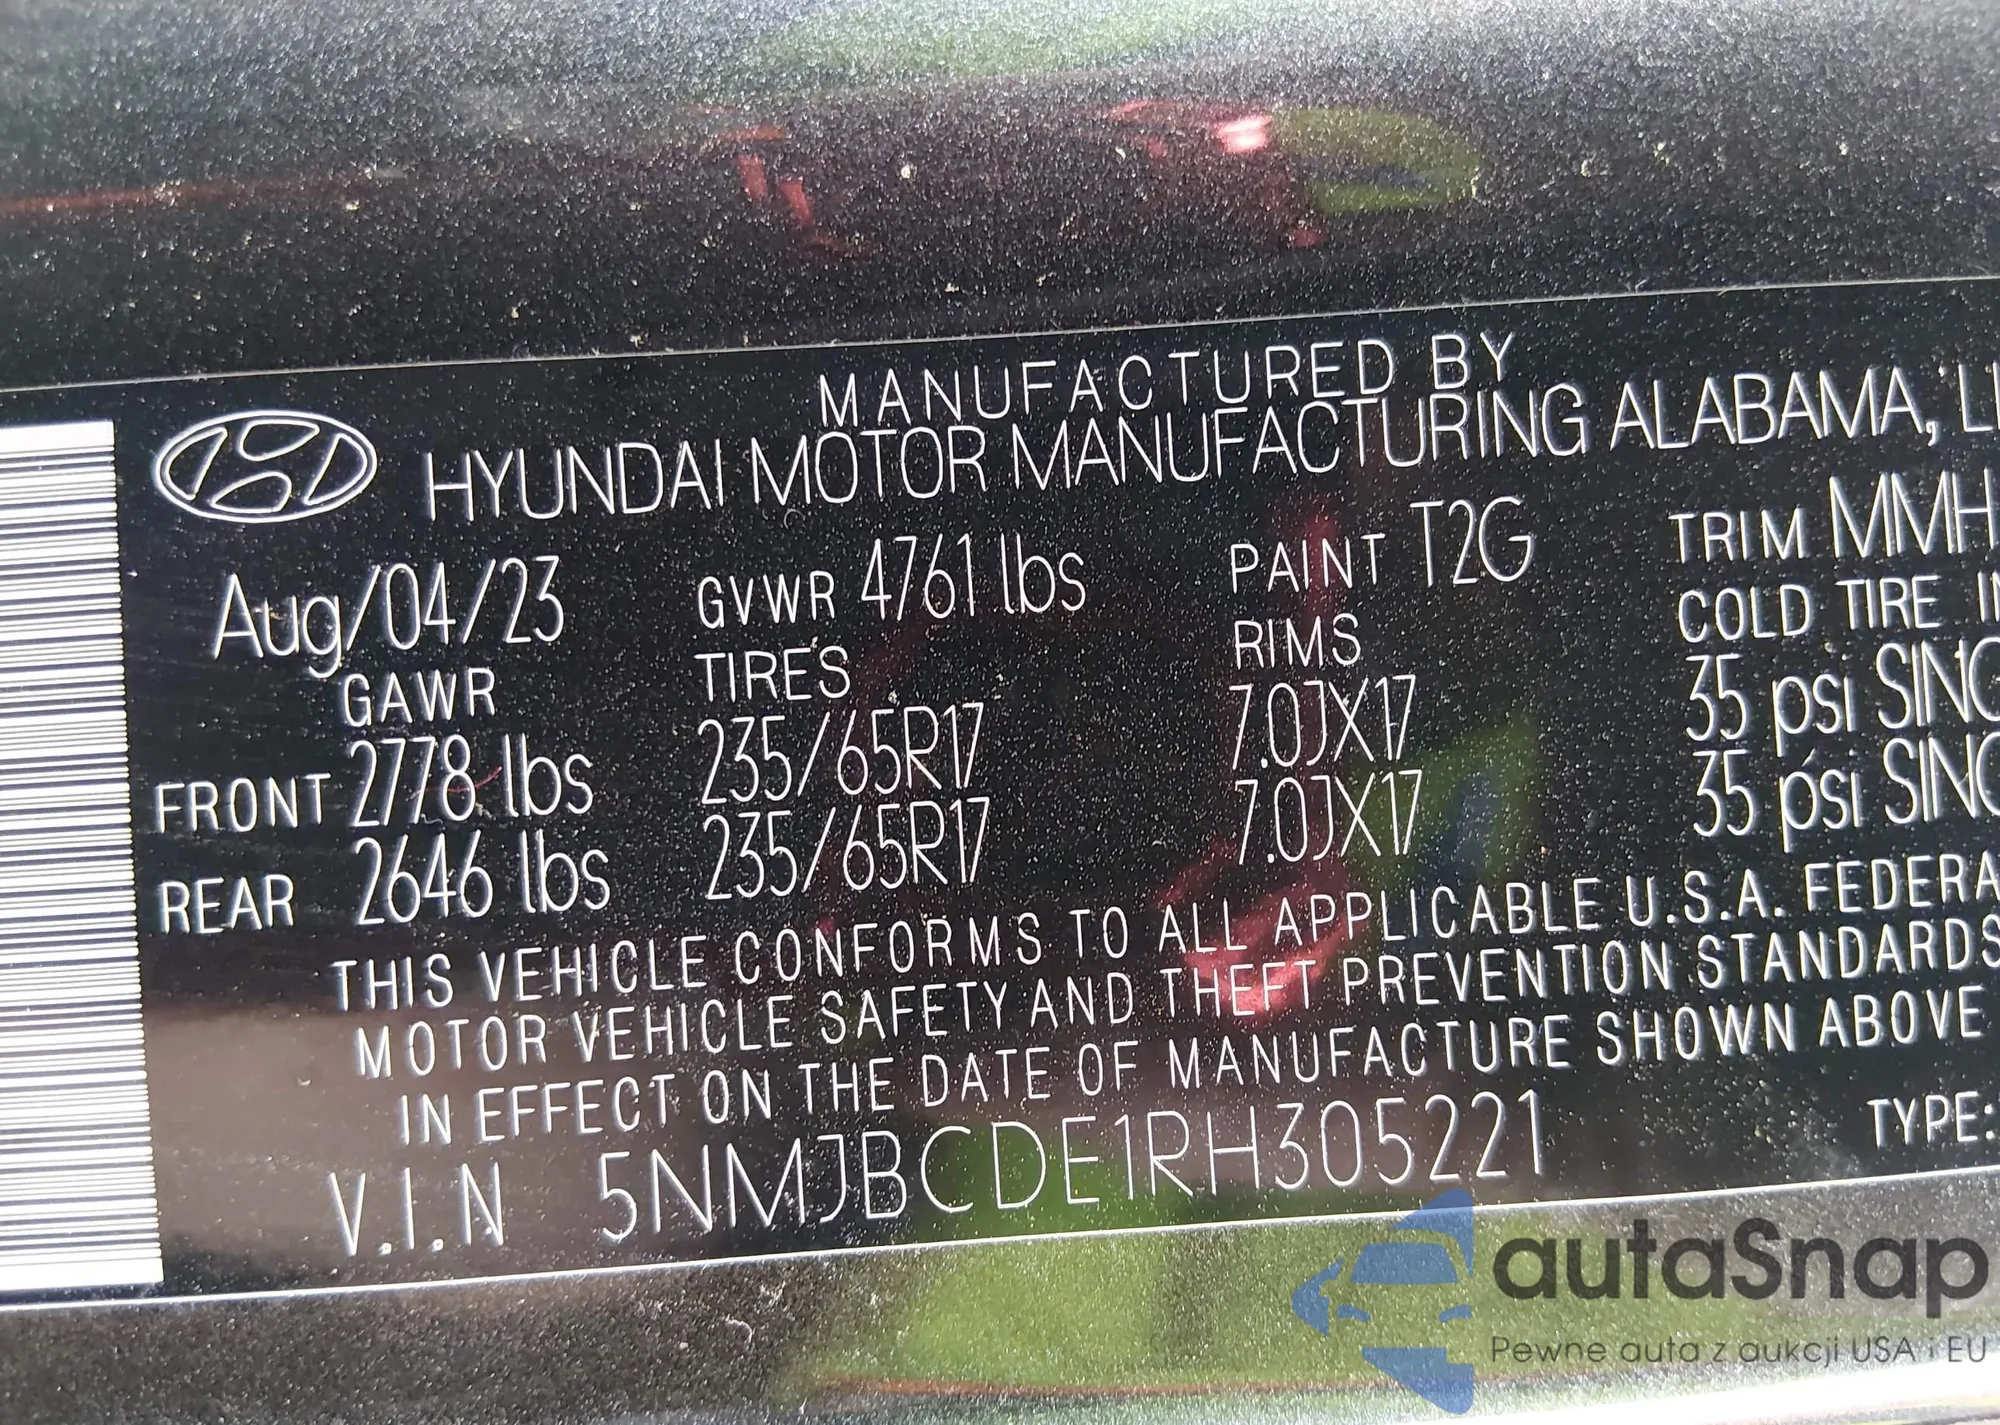 MANUFACTURED BY
HYUNDAI MOTOR MANUFACTURING ALABAMA,
Aug/04/23 GVWR 4761 lbs PAINT T2G TRIM MMH
GAWR TIRES RIMS COLD TIRE
FRONT 2778 lbs 235/65R17 7.0JX17 35 psi
REAR 2646 lbs 235/65R17 7.0JX17 35 psi
THIS VEHICLE CONFORMS TO ALL APPLICABLE U.S.A. FEDERA
MOTOR VEHICLE SAFETY AND THEFT PREVENTION STANDARDS
IN EFFECT ON THE DATE OF MANUFACTURE SHOWN ABOVE
V.I.N 5NMJBCDE1RH305221 TYPE:
autaSnap
Pewne auta z aukcji USA i EU